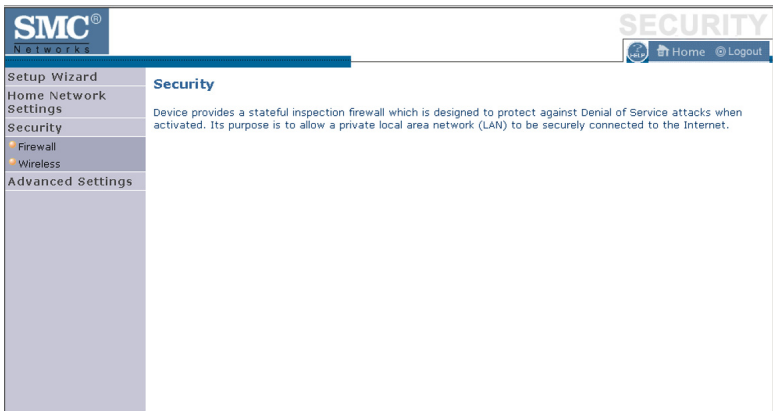 SMC®
Networks
SECURITY
HELP Home Logout
Setup Wizard
Home Network
Settings
Security
Firewall
Wireless
Advanced Settings
Security
Device provides a stateful inspection firewall which is designed to protect against Denial of Service attacks when
activated. Its purpose is to allow a private local area network (LAN) to be securely connected to the Internet.